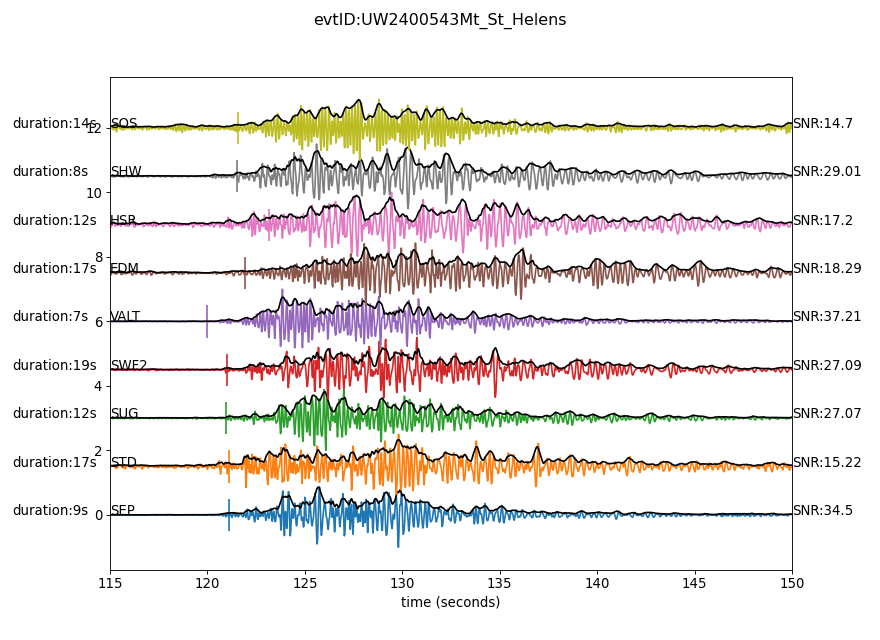 evtID:UW2400543Mt_St_Helens
duration:14s SOS SNR:14.7
12
duration:8s SHW SNR:29.01
10
duration:12s HSR SNR:17.2
8
duration:17s EDM SNR:18.29
duration:7s VALT SNR:37.21
6
duration:19s SWF2 SNR:27.09
4
duration:12s SUG SNR:27.07
2
duration:17s STD SNR:15.22
duration:9s SEP SNR:34.5
0
115 120 125 130 135 140 145 150
time (seconds)